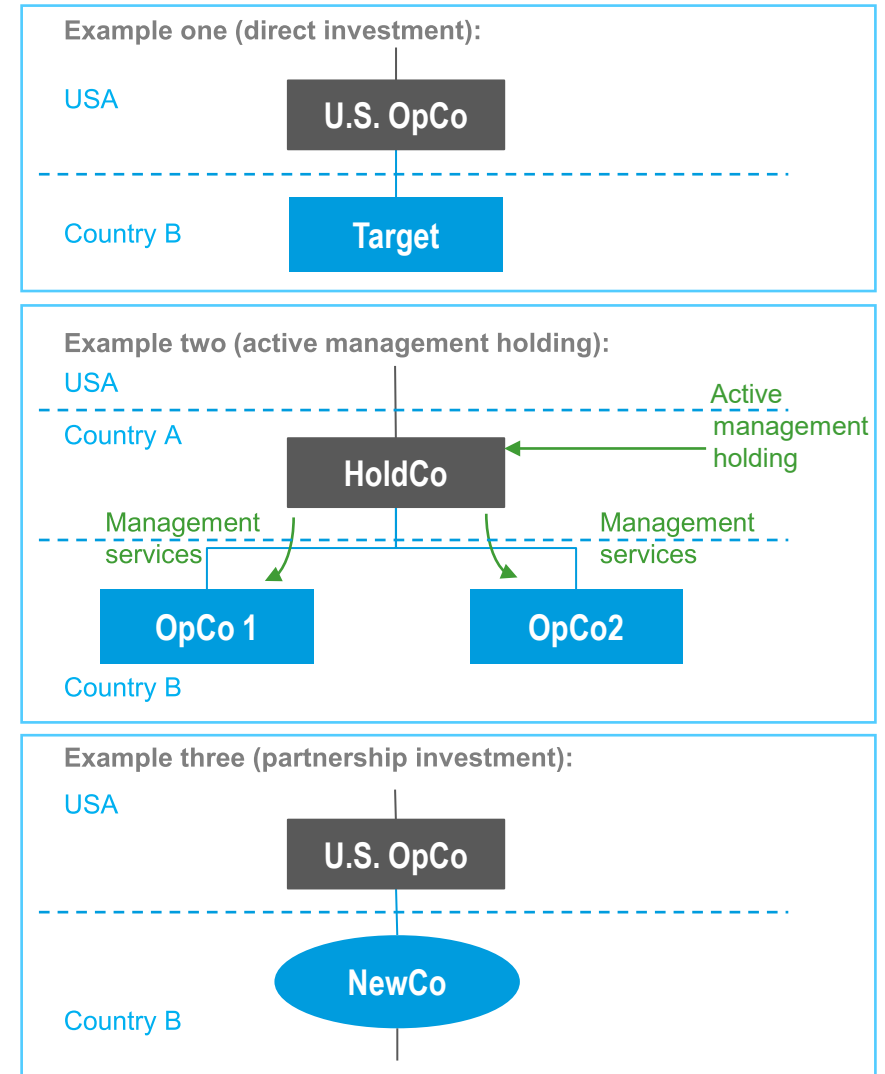 Example one (direct investment):
USA
U.S. OpCo
Country B
Target
Example two (active management holding):
USA
Active
management
holding
Country A
HoldCo
Management
services
Management
services
OpCo 1
OpCo2
Country B
Example three (partnership investment):
USA
U.S. OpCo
NewCo
Country B